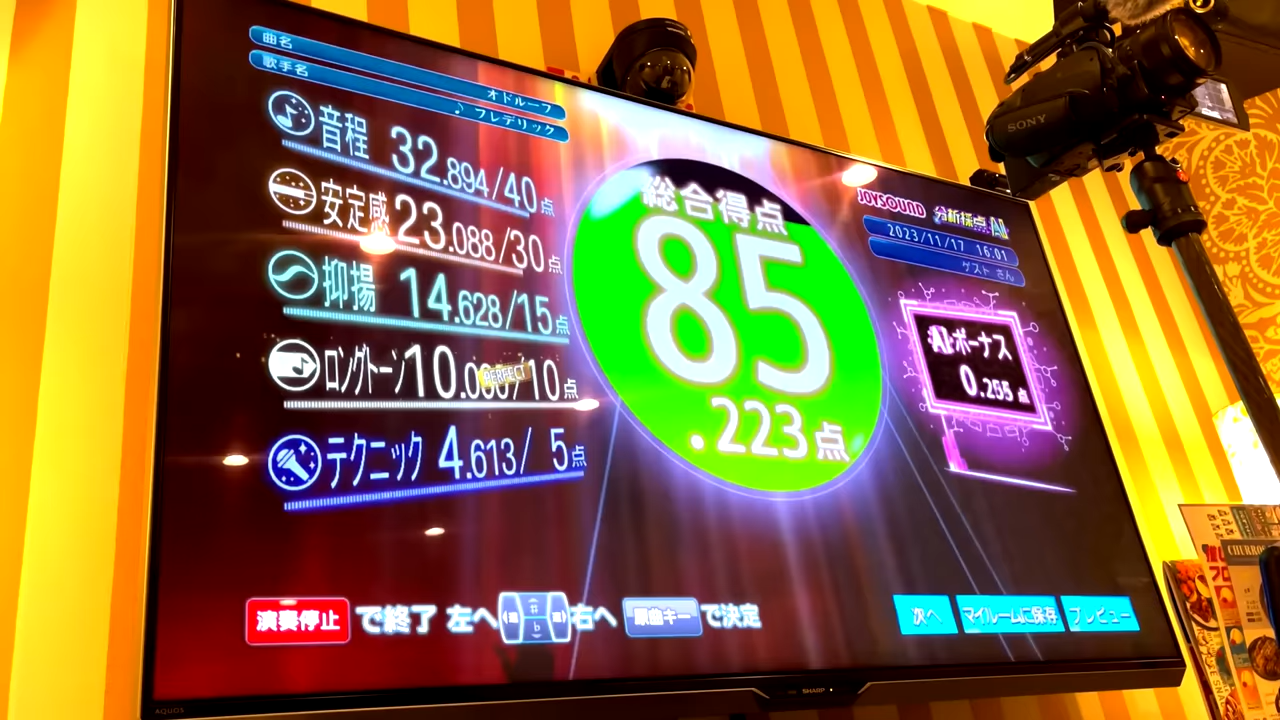 曲名
オドループ
歌手名
♪ フレデリック
音程 32.894/40点
安定感 23.088/30点
抑揚 14.628/15点
ロングトーン 10.000/10点
PERFECT
テクニック 4.613/ 5点
総合得点
85
.223点
JOYSOUND 分析採点AI
2023/11/17 16:01
ゲスト さん
AIボーナス
0.255点
演奏停止 で終了 左へ 右へ 原曲キー で決定
次へ マイルームに保存 プレビュー
SHARP
AQUOS
SONY